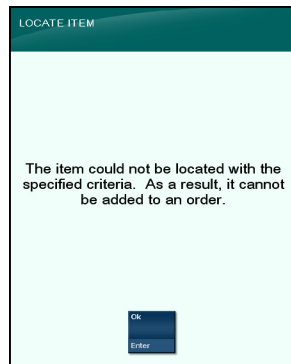 LOCATE ITEM
The item could not be located with the
specified criteria.  As a result, it cannot
be added to an order.
Ok
Enter